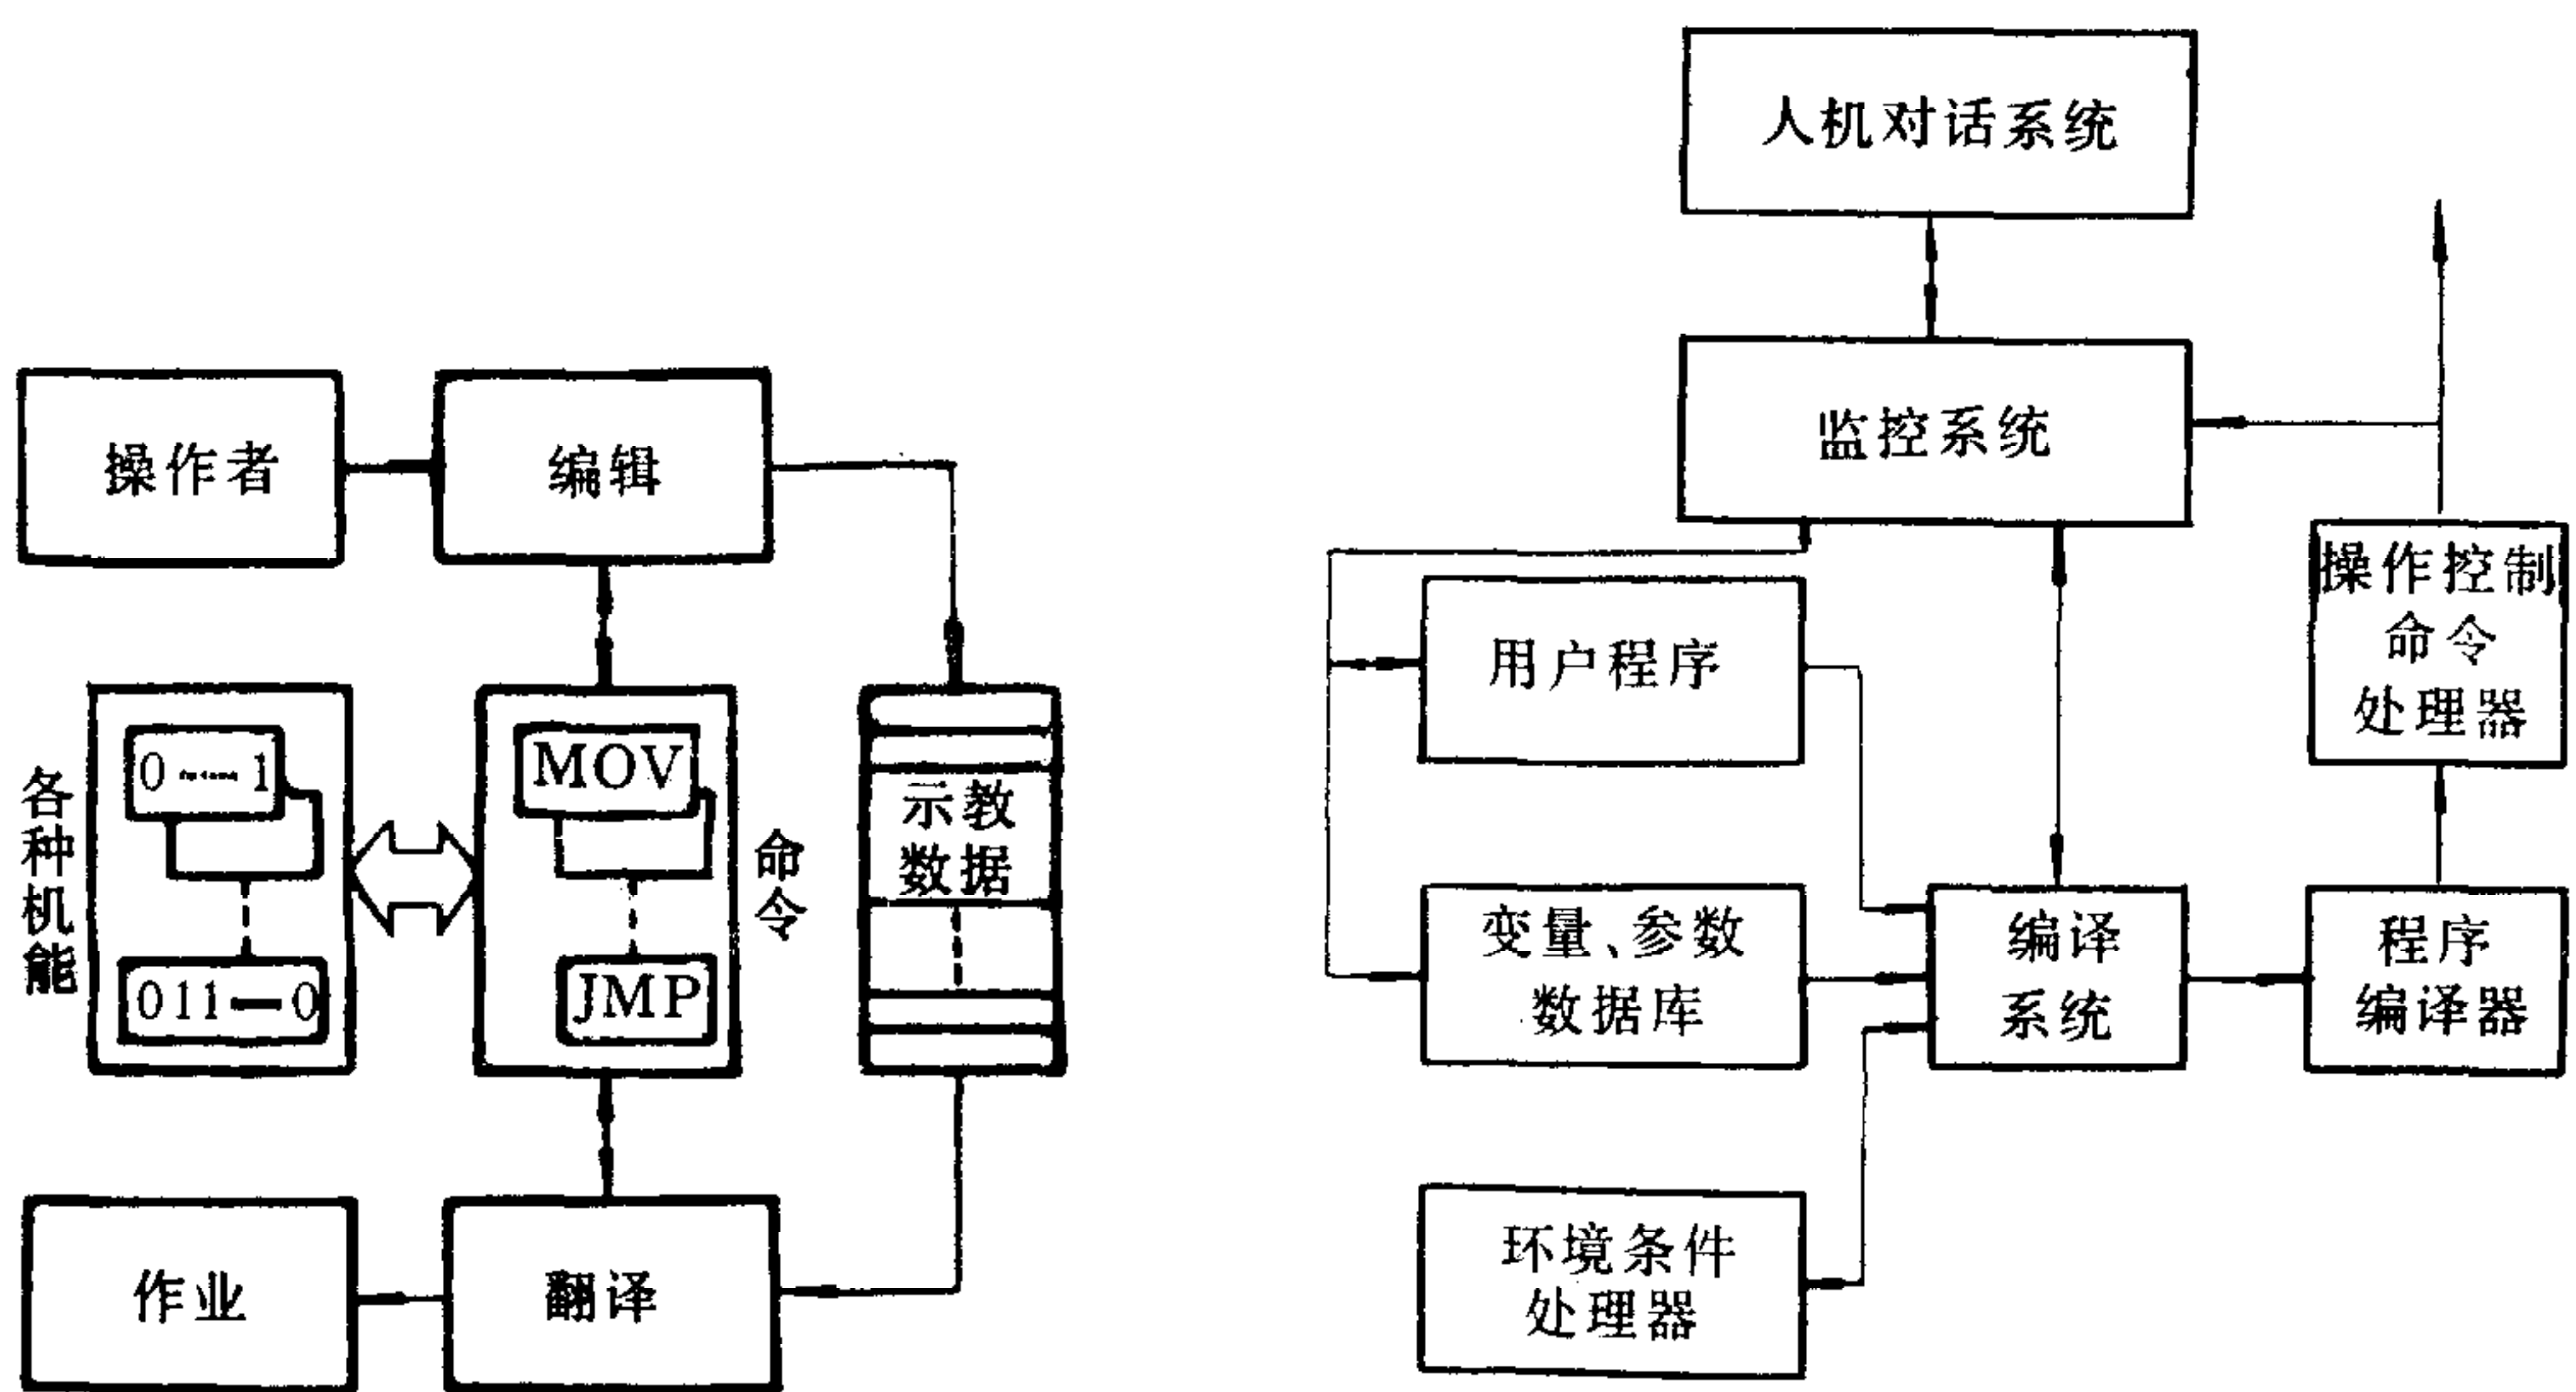 操作者
编辑
各种机能
0 1
011 0
MOV
JMP
命令
示教
数据
作业
翻译
人机对话系统
监控系统
用户程序
变量、参数
数据库
环境条件
处理器
编译
系统
程序
编译器
操作控制
命令
处理器